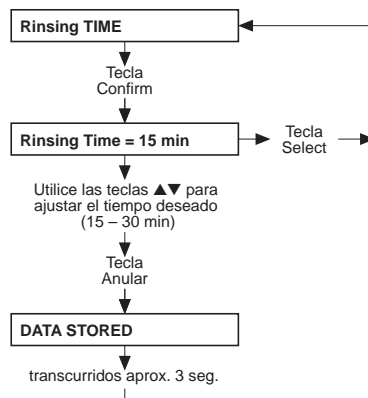 Rinsing TIME
Tecla
Confirm
Rinsing Time = 15 min
Tecla
Select
Utilice las teclas ▲▼ para
ajustar el tiempo deseado
(15 – 30 min)
Tecla
Anular
DATA STORED
transcurridos aprox. 3 seg.